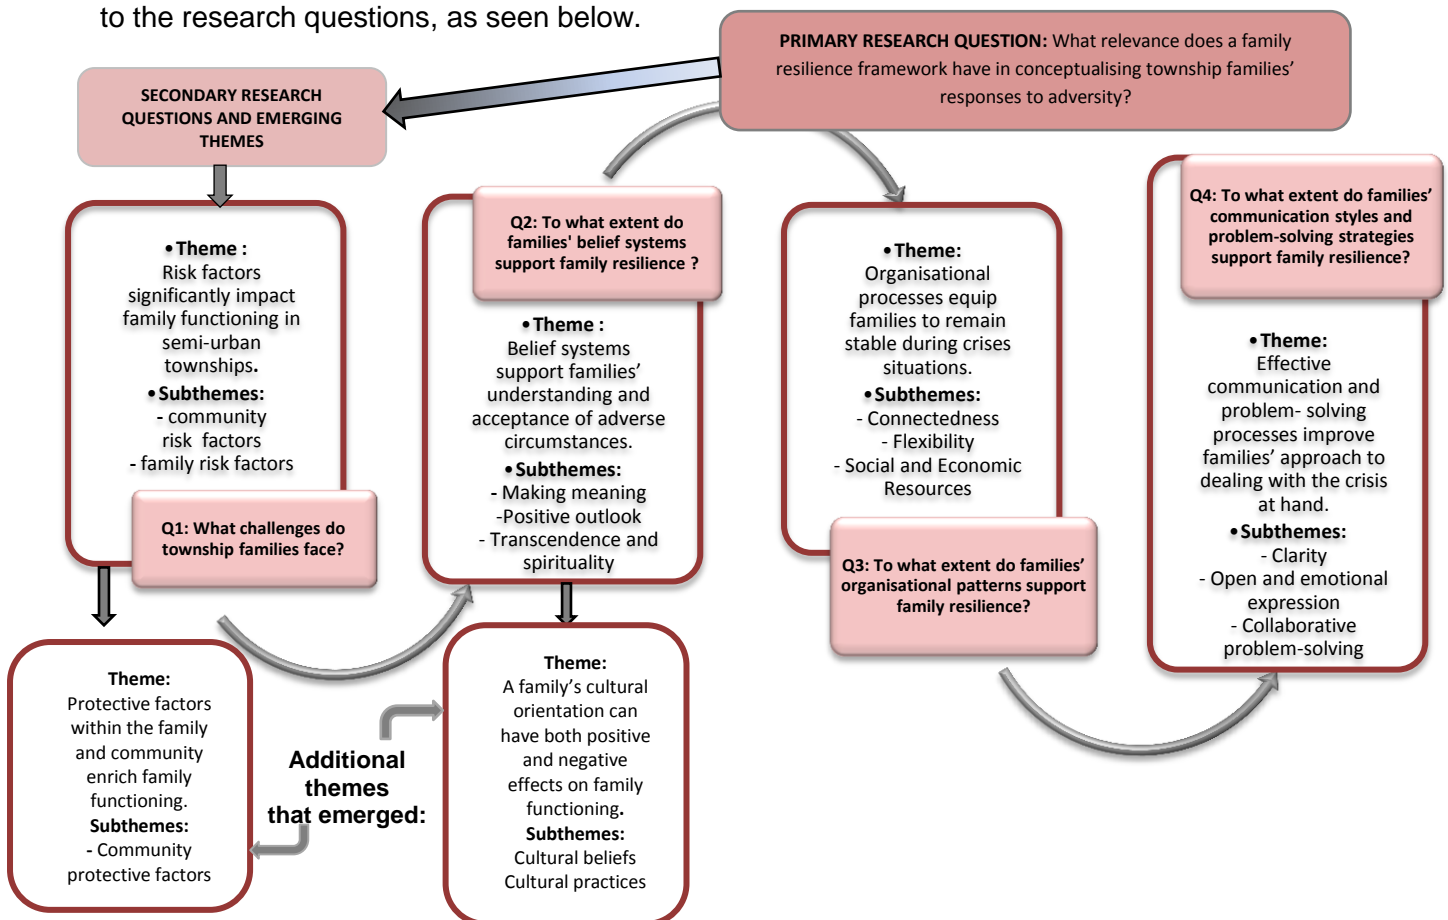 to the research questions, as seen below.
PRIMARY RESEARCH QUESTION: What relevance does a family
resilience framework have in conceptualising township families’
responses to adversity?
SECONDARY RESEARCH
QUESTIONS AND EMERGING
THEMES
•Theme :
Risk factors
significantly impact
family functioning in
semi-urban
townships.
•Subthemes:
- community
risk factors
- family risk factors
Q1: What challenges do
township families face?
Q2: To what extent do
families' belief systems
support family resilience ?
•Theme :
Belief systems
support families’
understanding and
acceptance of adverse
circumstances.
•Subthemes:
- Making meaning
-Positive outlook
- Transcendence and
spirituality
•Theme:
Organisational
processes equip
families to remain
stable during crises
situations.
•Subthemes:
- Connectedness
- Flexibility
- Social and Economic
Resources
Q3: To what extent do families’
organisational patterns support
family resilience?
Q4: To what extent do families’
communication styles and
problem-solving strategies
support family resilience?
•Theme:
Effective
communication and
problem- solving
processes improve
families’ approach to
dealing with the crisis
at hand.
•Subthemes:
- Clarity
- Open and emotional
expression
- Collaborative
problem-solving
Theme:
Protective factors
within the family
and community
enrich family
functioning.
Subthemes:
- Community
protective factors
Additional
themes
that emerged:
Theme:
A family’s cultural
orientation can
have both positive
and negative
effects on family
functioning.
Subthemes:
Cultural beliefs
Cultural practices